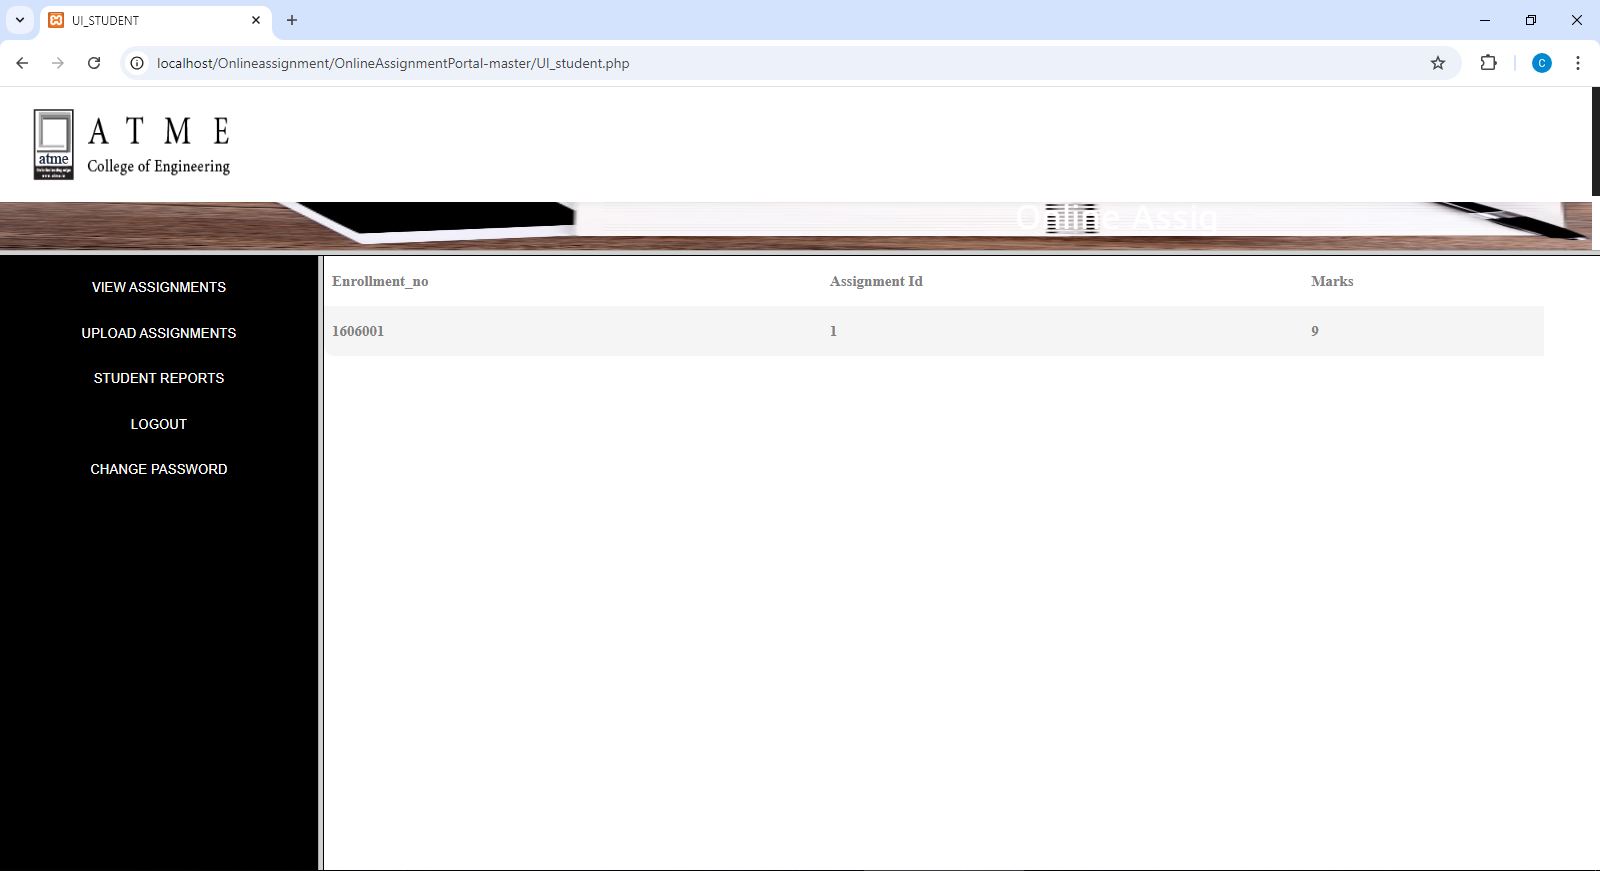 UI_STUDENT
localhost/Onlineassignment/OnlineAssignmentPortal-master/UI_student.php
C
A T M E
College of Engineering
atme
Online Assig
VIEW ASSIGNMENTS
UPLOAD ASSIGNMENTS
STUDENT REPORTS
LOGOUT
CHANGE PASSWORD
Enrollment_no Assignment Id Marks
1606001 1 9